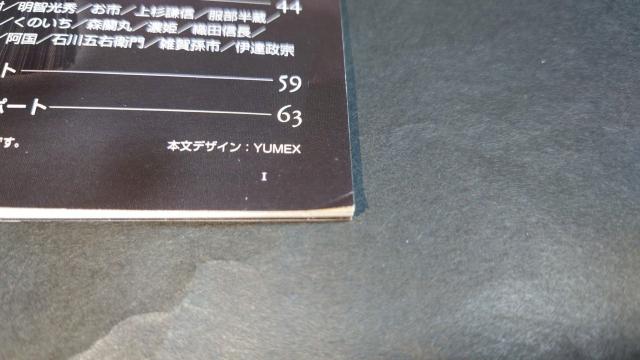 44
明智光秀／お市／上杉謙信／服部半蔵／
／くのいち／森蘭丸／濃姫／織田信長／
阿国／石川五右衛門／雑賀孫市／伊達政宗
ト 59
ポート 63
す。
本文デザイン：YUMEX
1